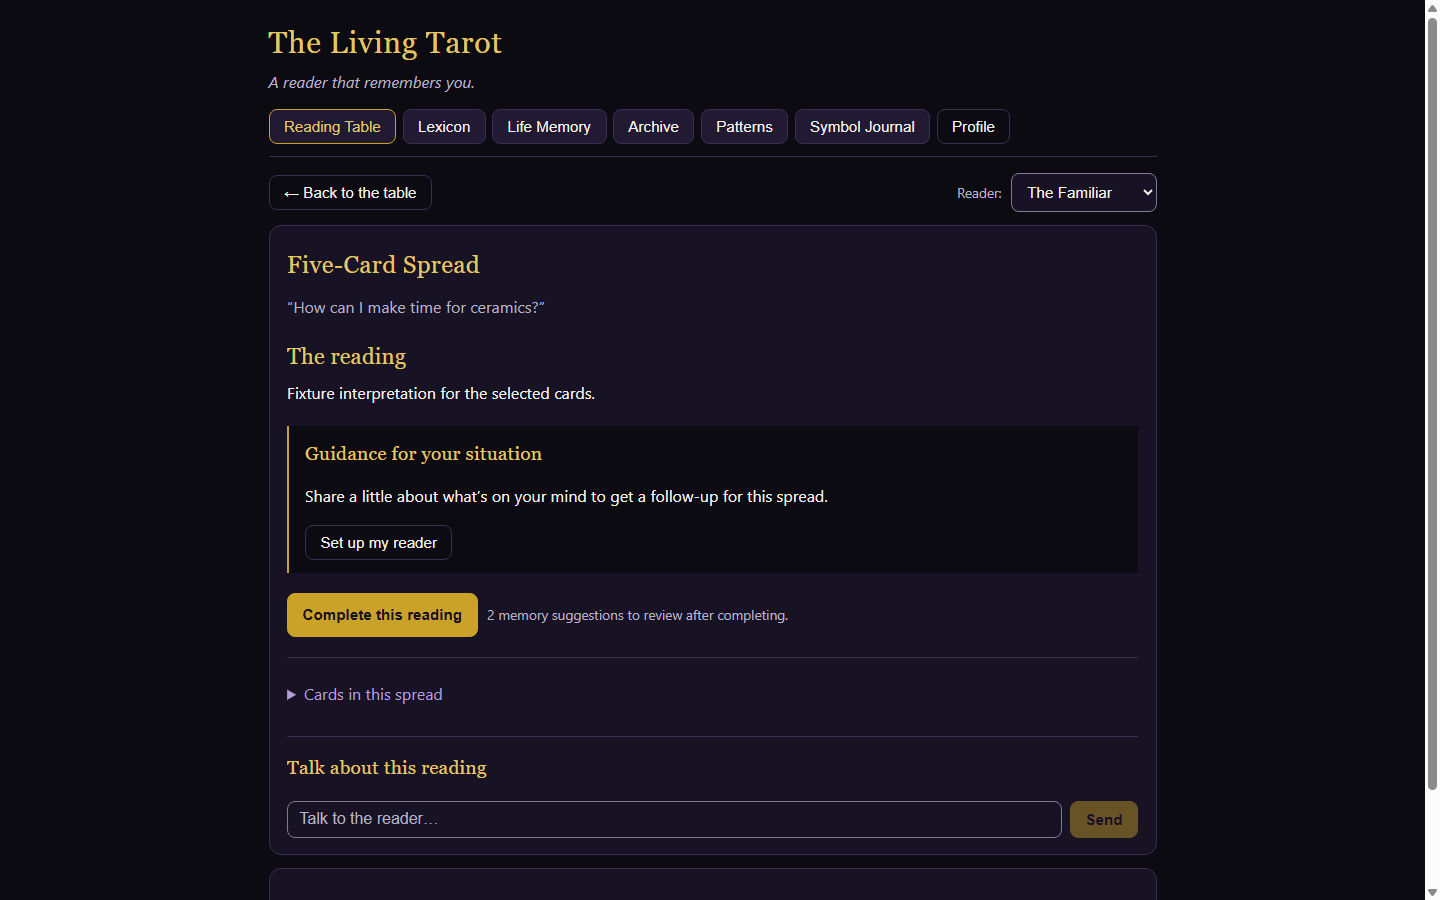 The Living Tarot
A reader that remembers you.
Reading Table Lexicon Life Memory Archive Patterns Symbol Journal Profile
← Back to the table Reader: The Familiar
Five-Card Spread
“How can I make time for ceramics?”
The reading
Fixture interpretation for the selected cards.
Guidance for your situation
Share a little about what’s on your mind to get a follow-up for this spread.
Set up my reader
Complete this reading 2 memory suggestions to review after completing.
▶ Cards in this spread
Talk about this reading
Talk to the reader… Send